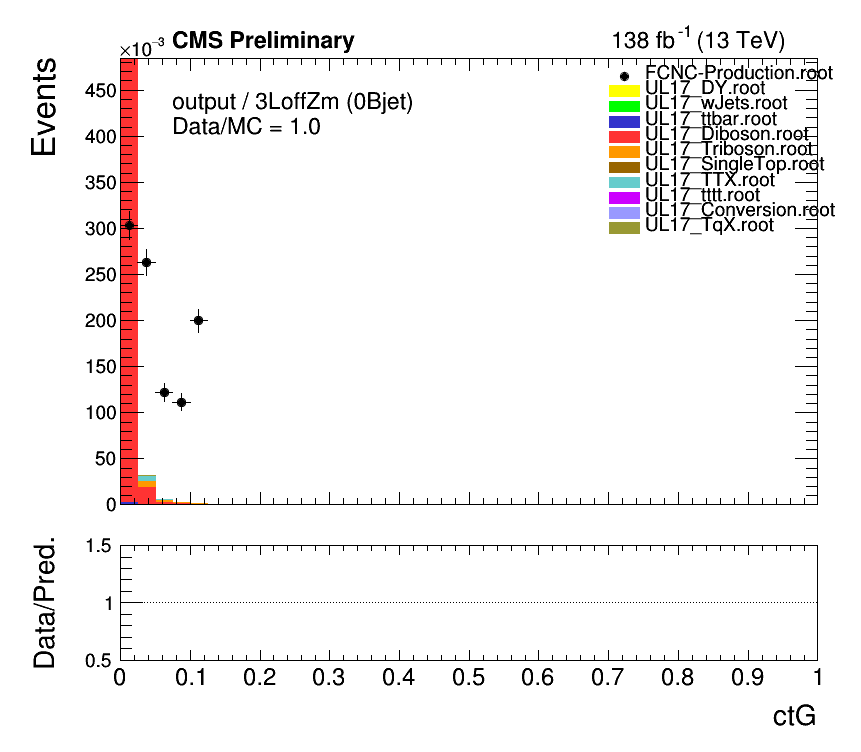 ×10⁻³ CMS Preliminary 138 fb⁻¹ (13 TeV)
Events
output / 3LoffZm (0Bjet)
Data/MC = 1.0
FCNC-Production.root
UL17_DY.root
UL17_wJets.root
UL17_ttbar.root
UL17_Diboson.root
UL17_Triboson.root
UL17_SingleTop.root
UL17_TTX.root
UL17_tttt.root
UL17_Conversion.root
UL17_TqX.root
450
400
350
300
250
200
150
100
50
0
Data/Pred.
1.5
1
0.5
0 0.1 0.2 0.3 0.4 0.5 0.6 0.7 0.8 0.9 1
ctG